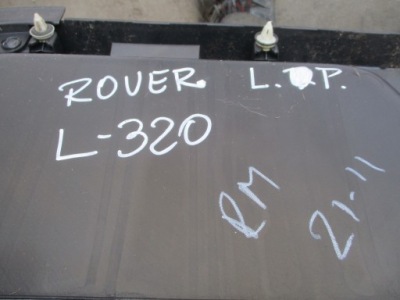 ROVER L. P.
L-320
RM
21.11